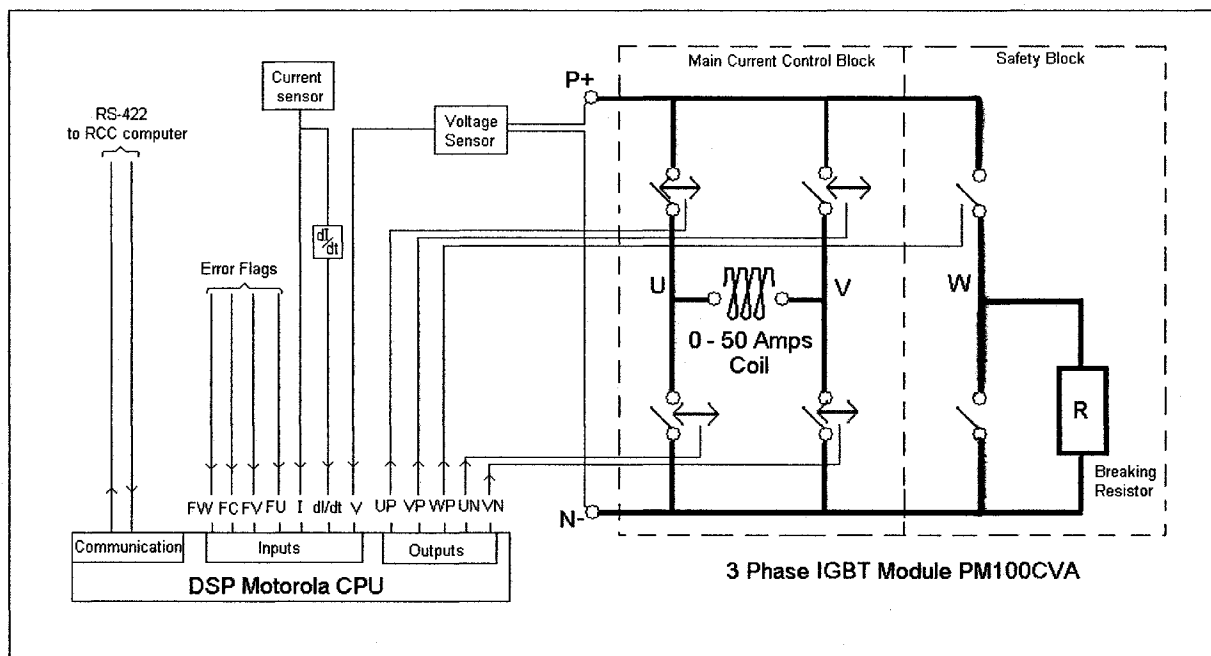 Main Current Control Block
Safety Block
Current
sensor
P+
RS-422
to RCC computer
Voltage
Sensor
dI/
dt
Error Flags
U
V
W
0 - 50 Amps
Coil
R
Breaking
Resistor
FW FC FV FU I dI/dt V UP VP WP UN VN
N-
Communication
Inputs
Outputs
DSP Motorola CPU
3 Phase IGBT Module PM100CVA